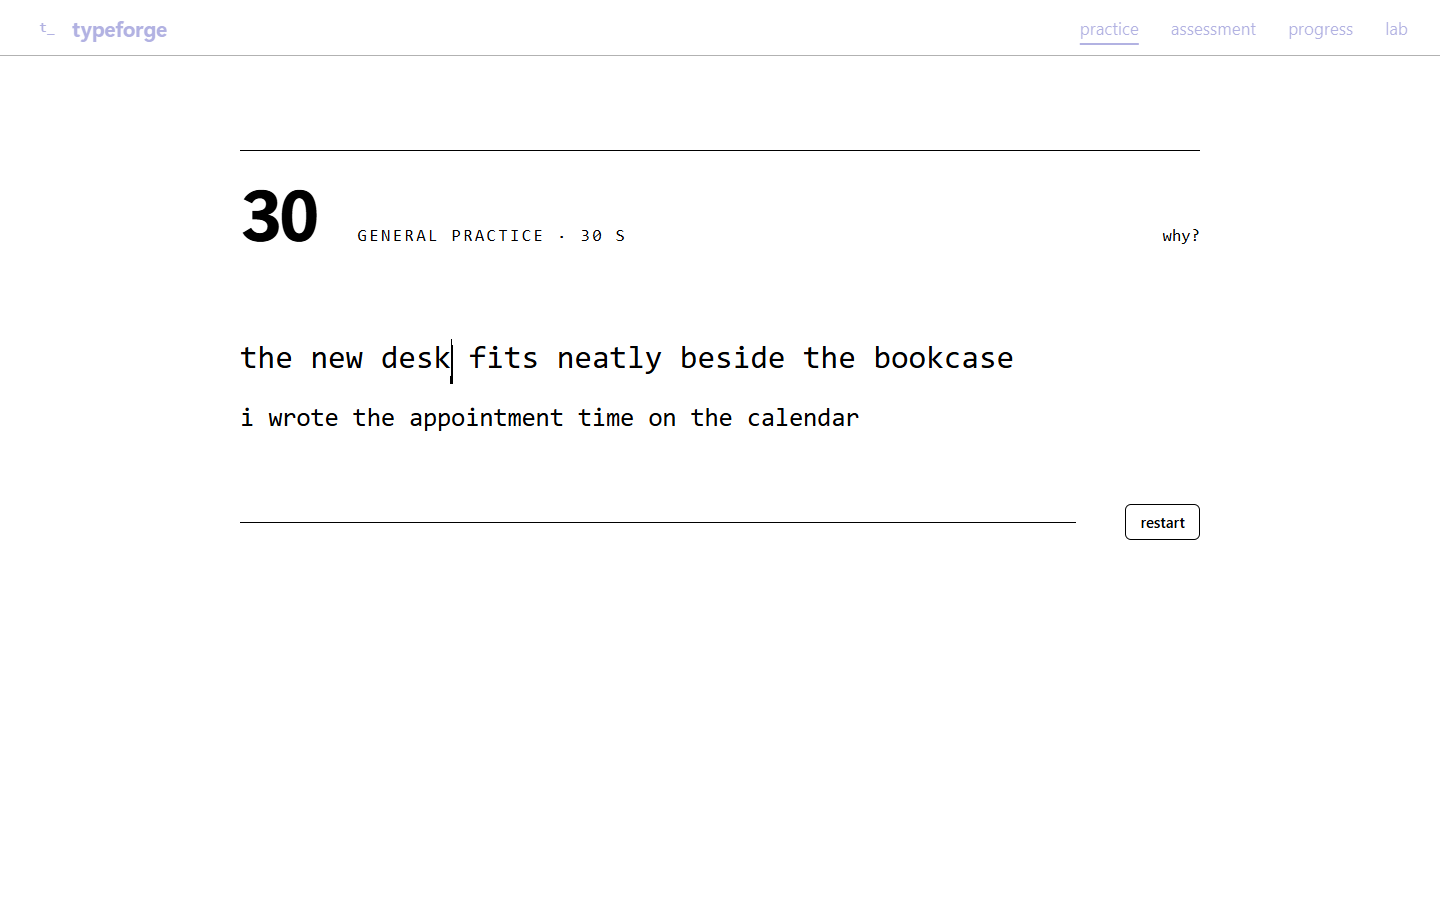 t_ typeforge practice assessment progress lab
30 GENERAL PRACTICE · 30 S why?
the new desk fits neatly beside the bookcase
i wrote the appointment time on the calendar
restart